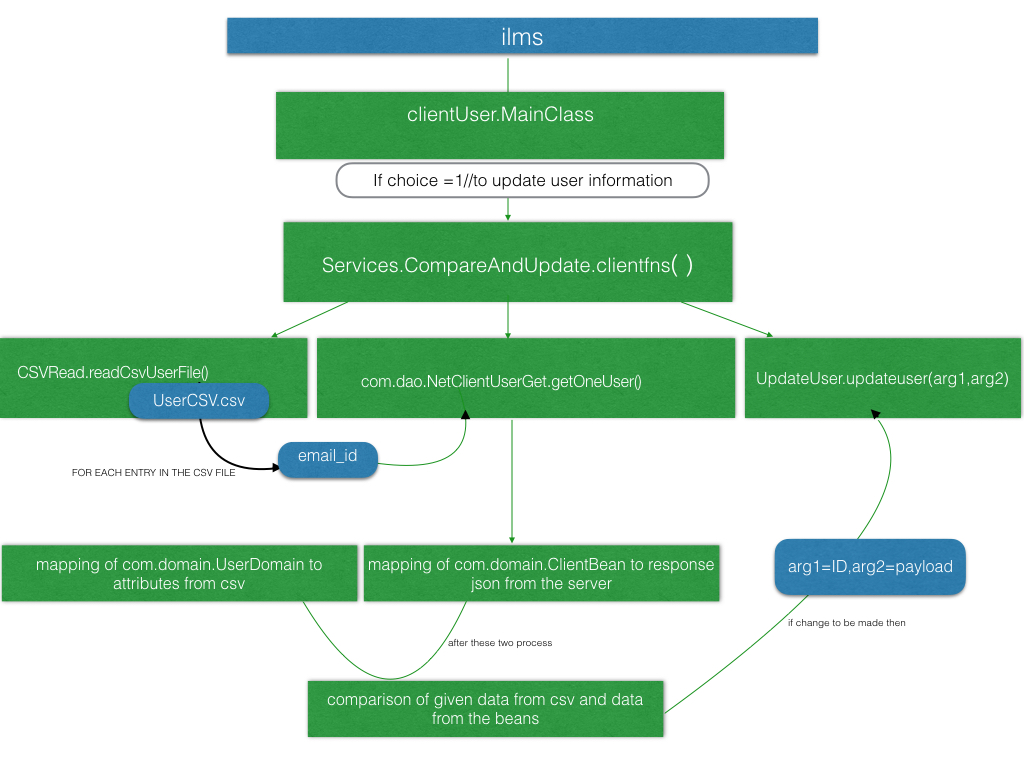 ilms
clientUser.MainClass
If choice =1//to update user information
Services.CompareAndUpdate.clientfns( )
CSVRead.readCsvUserFile()
UserCSV.csv
com.dao.NetClientUserGet.getOneUser()
UpdateUser.updateuser(arg1,arg2)
email_id
FOR EACH ENTRY IN THE CSV FILE
mapping of com.domain.UserDomain to
attributes from csv
mapping of com.domain.ClientBean to response
json from the server
arg1=ID,arg2=payload
if change to be made then
after these two process
comparison of given data from csv and data
from the beans